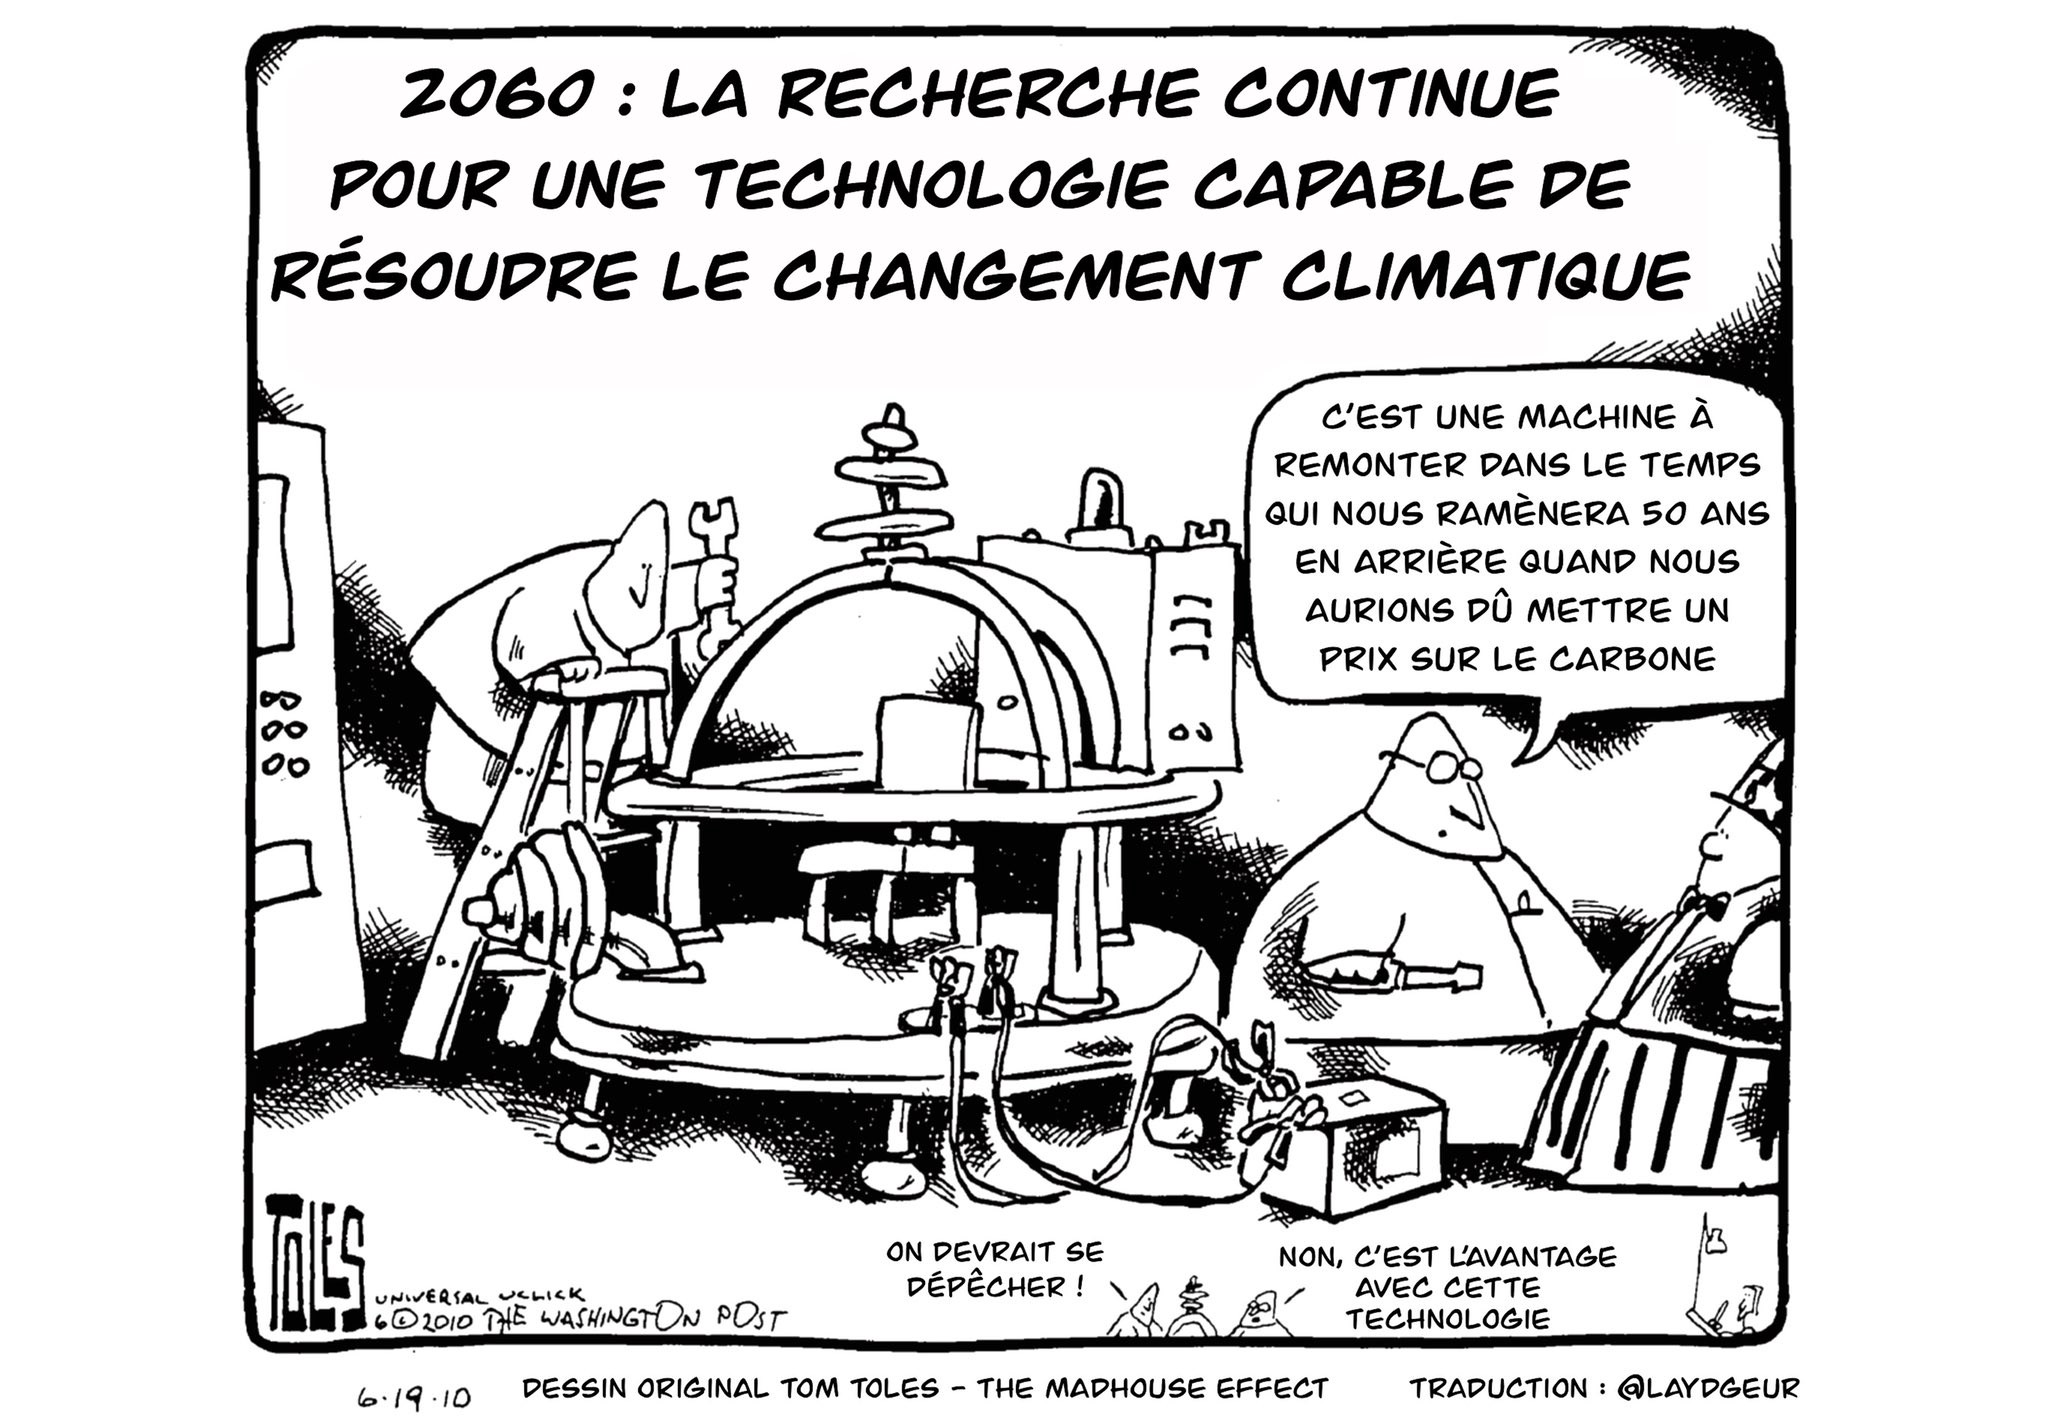 2060 : LA RECHERCHE CONTINUE
POUR UNE TECHNOLOGIE CAPABLE DE
RÉSOUDRE LE CHANGEMENT CLIMATIQUE
C'EST UNE MACHINE À
REMONTER DANS LE TEMPS
QUI NOUS RAMÈNERA 50 ANS
EN ARRIÈRE QUAND NOUS
AURIONS DÛ METTRE UN
PRIX SUR LE CARBONE
ON DEVRAIT SE
DÉPÊCHER !
NON, C'EST L'AVANTAGE
AVEC CETTE
TECHNOLOGIE
TOLES
UNIVERSAL UCLICK
© 2010 THE WASHINGTON POST
6·19·10
DESSIN ORIGINAL TOM TOLES - THE MADHOUSE EFFECT
TRADUCTION : @LAYDGEUR